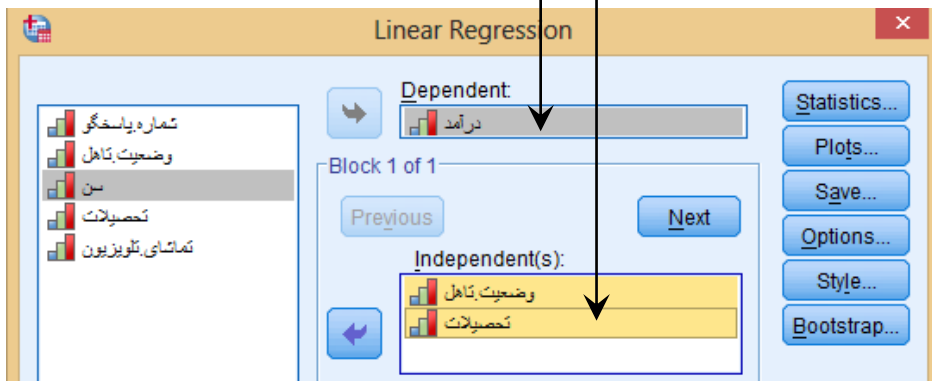 Linear Regression
شماره.پاسخگو
وضعیت.تاهل
سن
تحصیلات
تماشای.تلویزیون
Dependent:
درآمد
Block 1 of 1
Previous
Next
Independent(s):
وضعیت.تاهل
تحصیلات
Statistics...
Plots...
Save...
Options...
Style...
Bootstrap...